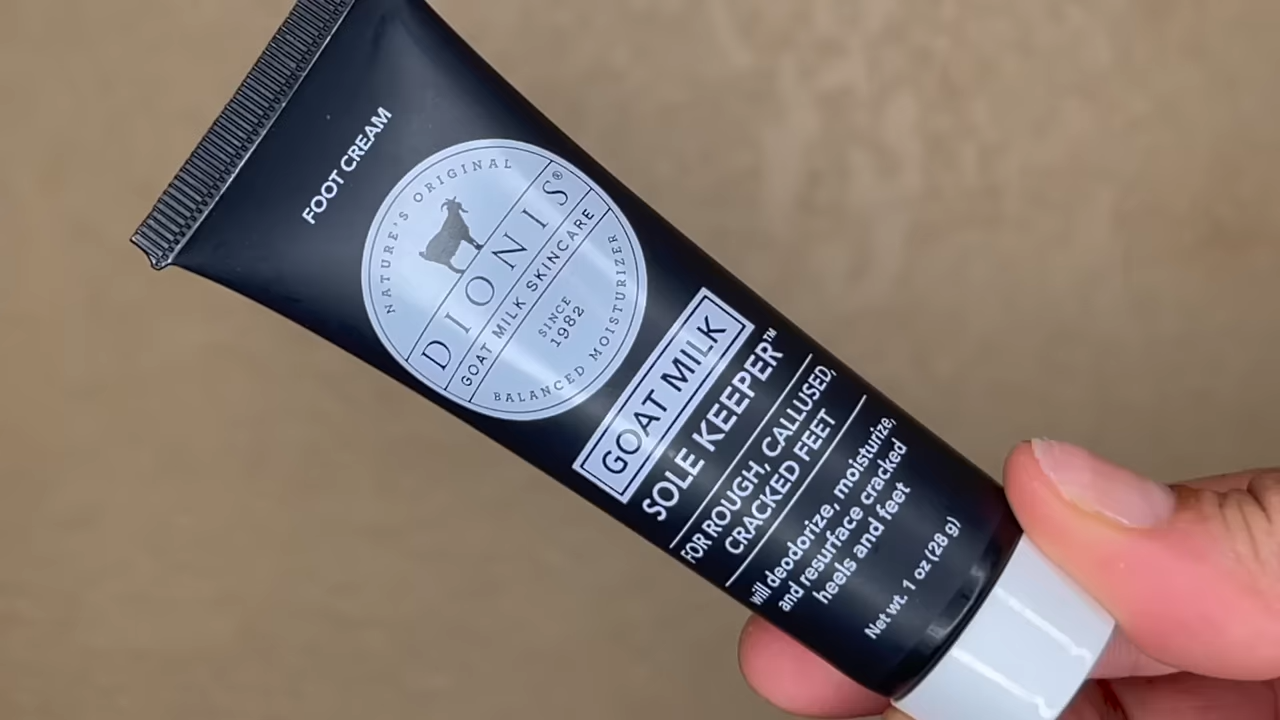 FOOT CREAM
NATURE'S ORIGINAL
DIONIS®
GOAT MILK SKINCARE
SINCE
1982
BALANCED MOISTURIZER
GOAT MILK
SOLE KEEPER™
FOR ROUGH, CALLUSED,
CRACKED FEET
will deodorize, moisturize,
and resurface cracked
heels and feet
Net wt. 1 oz (28 g)